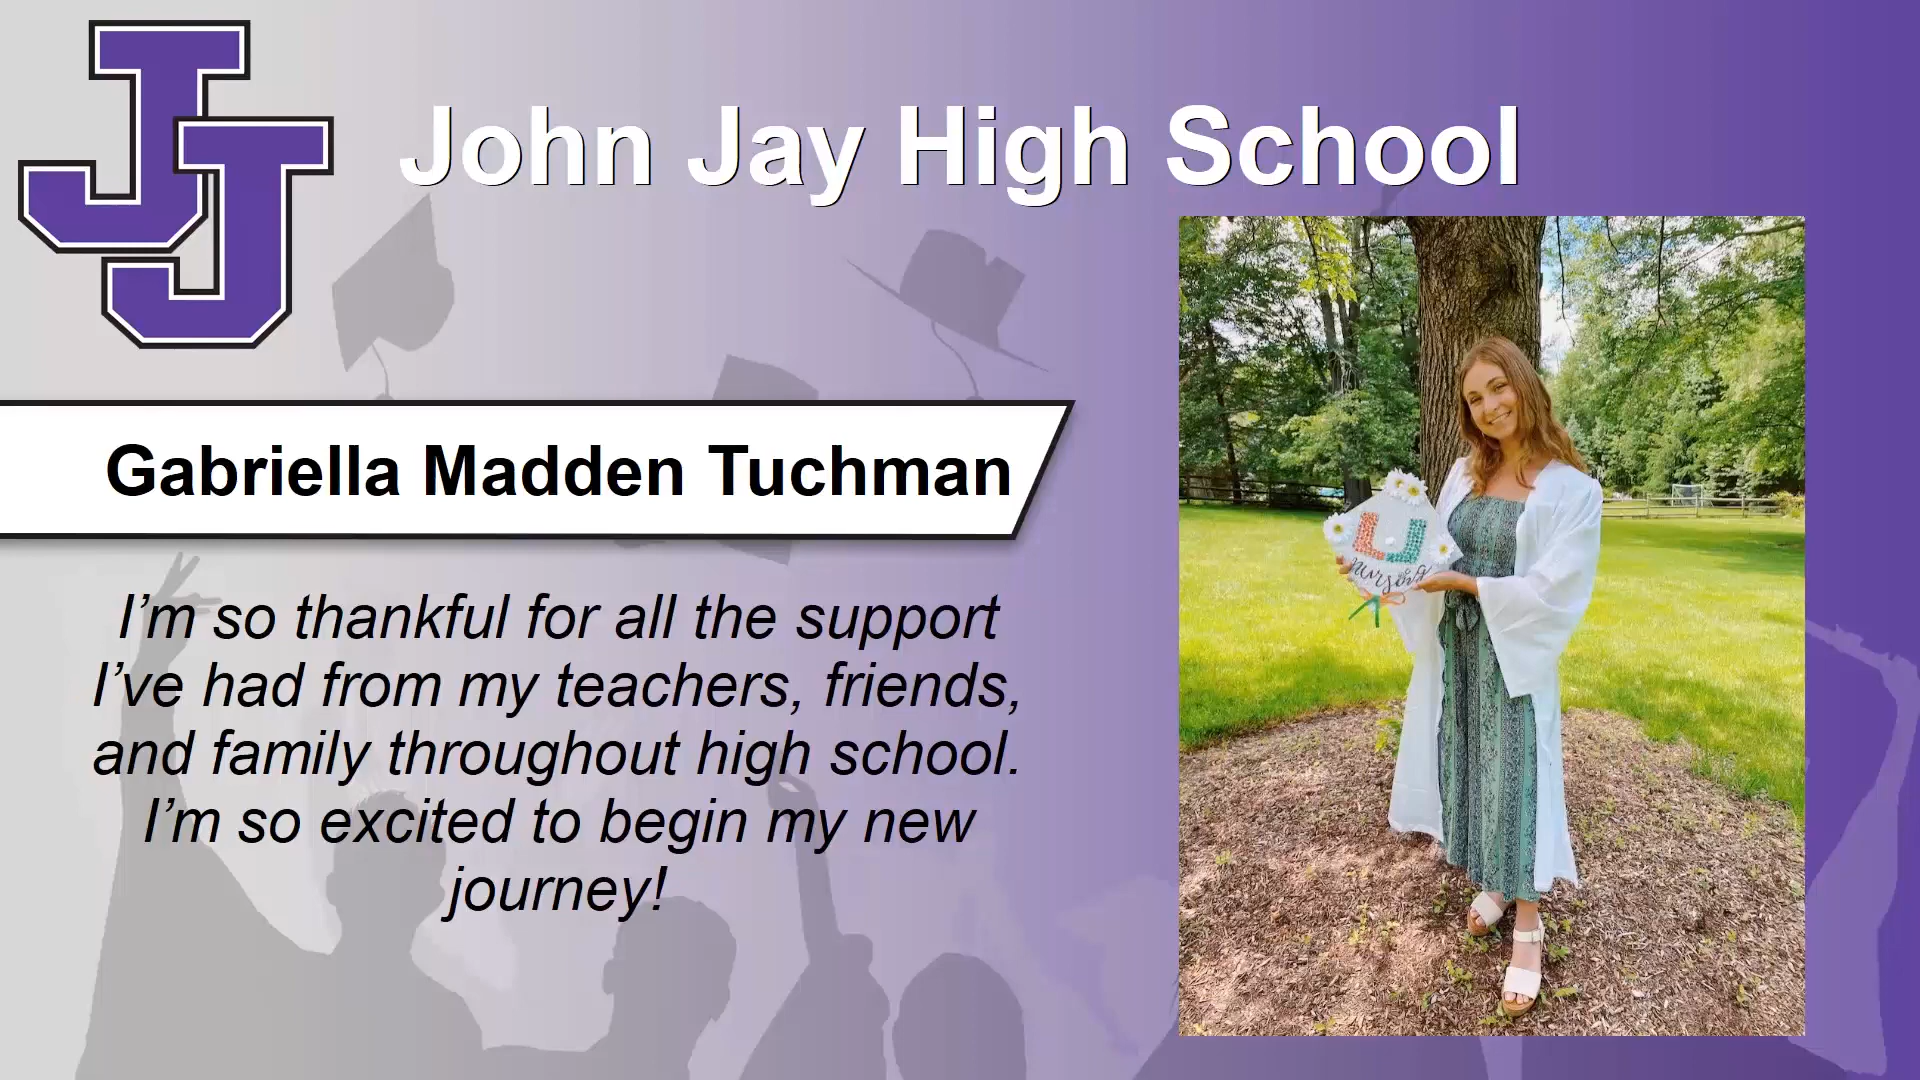 JJ
John Jay High School
Gabriella Madden Tuchman
I’m so thankful for all the support
I’ve had from my teachers, friends,
and family throughout high school.
I’m so excited to begin my new
journey!
U
nursing